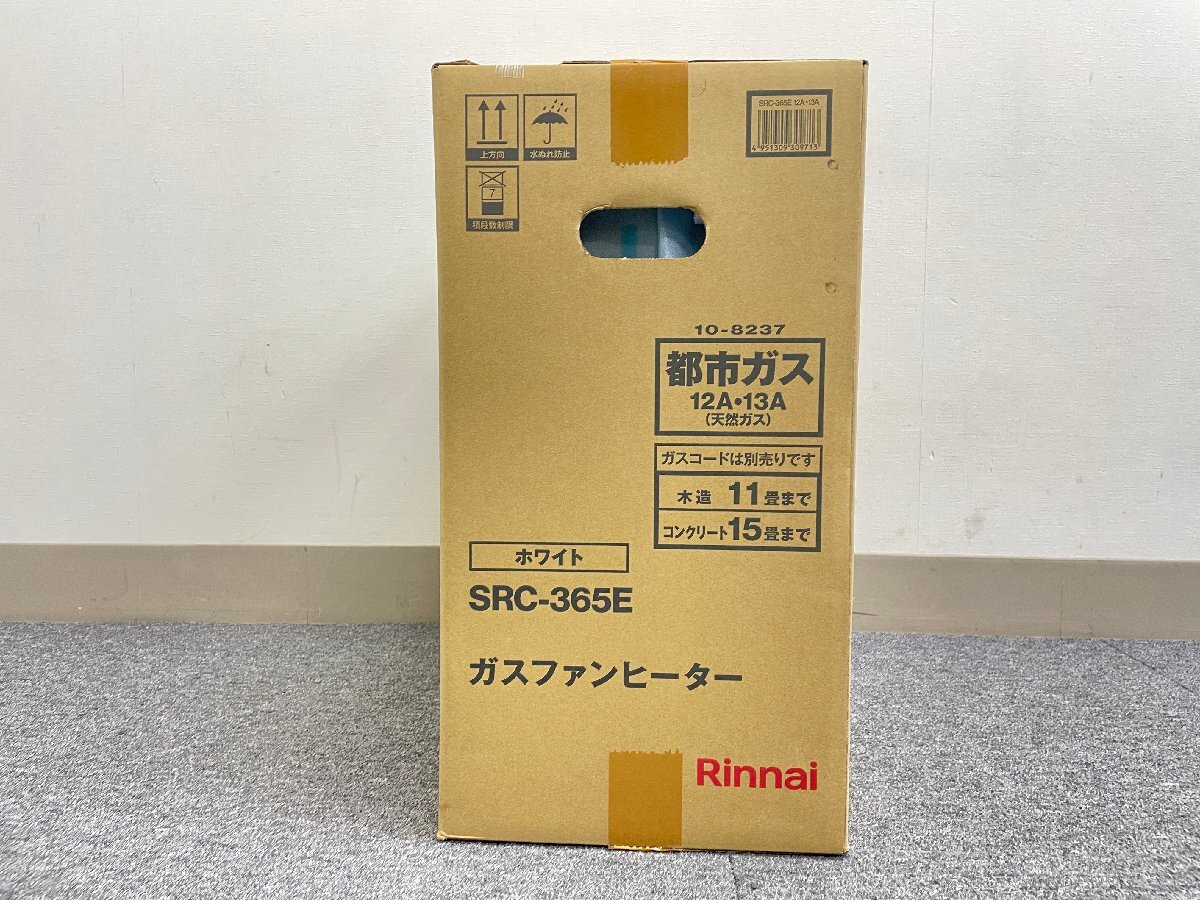 上方向
水ぬれ防止
7
積段数制限
SRC-365E 12A・13A
4951309309713
10-8237
都市ガス
12A・13A
(天然ガス)
ガスコードは別売りです
木造 11畳まで
コンクリート15畳まで
ホワイト
SRC-365E
ガスファンヒーター
Rinnai